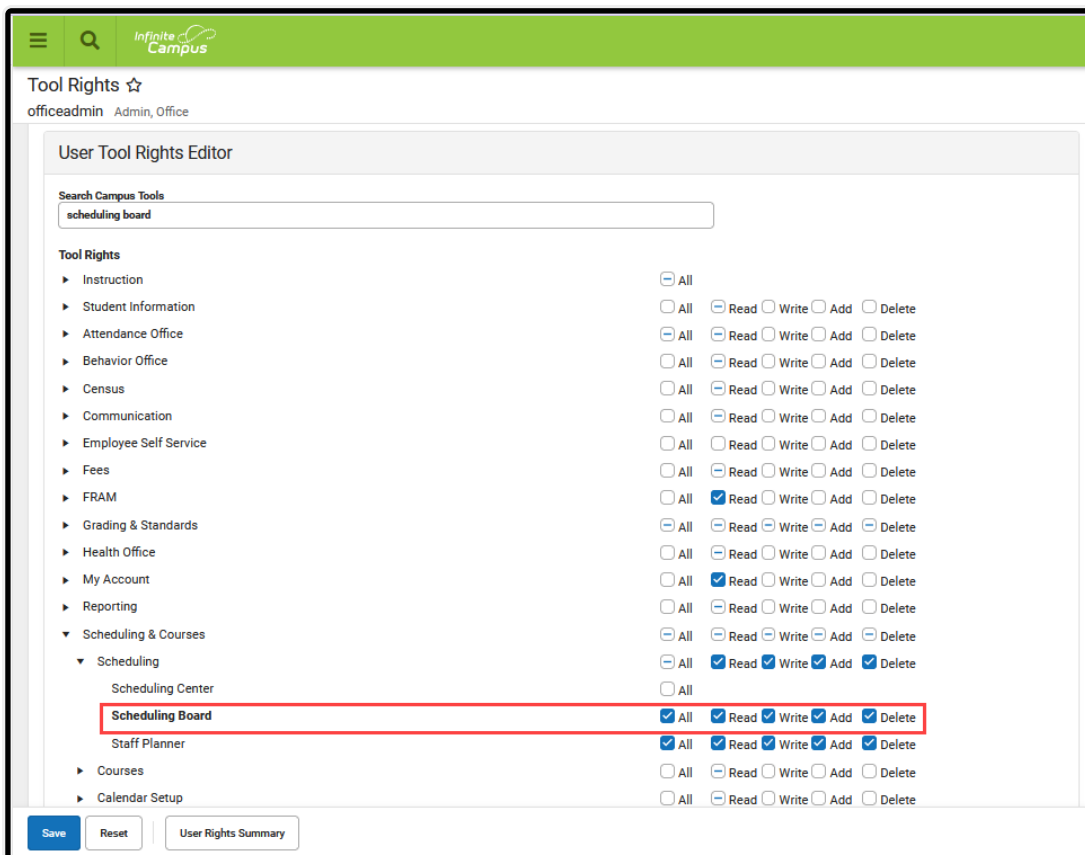 Infinite
Campus
Tool Rights
officeadmin Admin, Office
User Tool Rights Editor
Search Campus Tools
scheduling board
Tool Rights
Instruction All
Student Information All Read Write Add Delete
Attendance Office All Read Write Add Delete
Behavior Office All Read Write Add Delete
Census All Read Write Add Delete
Communication All Read Write Add Delete
Employee Self Service All Read Write Add Delete
Fees All Read Write Add Delete
FRAM All Read Write Add Delete
Grading & Standards All Read Write Add Delete
Health Office All Read Write Add Delete
My Account All Read Write Add Delete
Reporting All Read Write Add Delete
Scheduling & Courses All Read Write Add Delete
Scheduling All Read Write Add Delete
Scheduling Center All
Scheduling Board All Read Write Add Delete
Staff Planner All Read Write Add Delete
Courses All Read Write Add Delete
Calendar Setup All Read Write Add Delete
Save Reset User Rights Summary